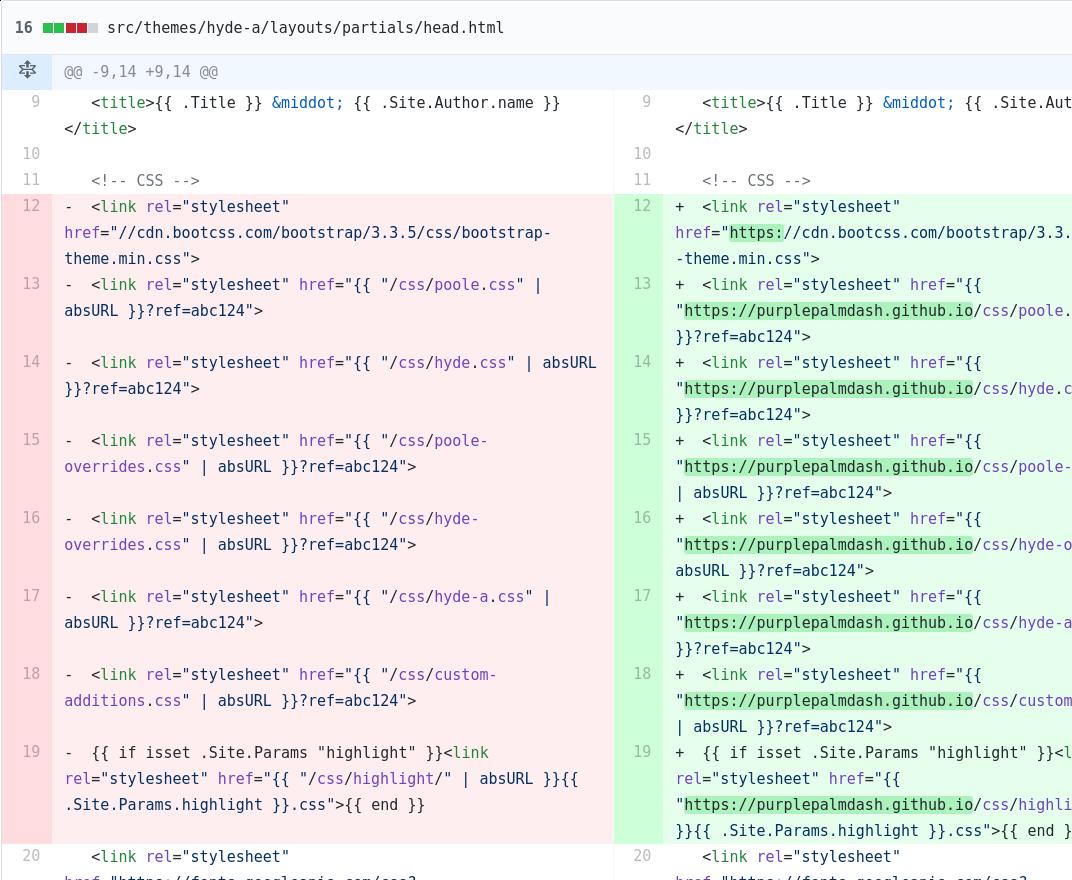 16 src/themes/hyde-a/layouts/partials/head.html
@@ -9,14 +9,14 @@
9 <title>{{ .Title }} &middot; {{ .Site.Author.name }}
</title>
10
11 <!-- CSS -->
12 - <link rel="stylesheet"
href="//cdn.bootcss.com/bootstrap/3.3.5/css/bootstrap-
theme.min.css">
13 - <link rel="stylesheet" href="{{ "/css/poole.css" |
absURL }}?ref=abc124">
14 - <link rel="stylesheet" href="{{ "/css/hyde.css" | absURL
}}?ref=abc124">
15 - <link rel="stylesheet" href="{{ "/css/poole-
overrides.css" | absURL }}?ref=abc124">
16 - <link rel="stylesheet" href="{{ "/css/hyde-
overrides.css" | absURL }}?ref=abc124">
17 - <link rel="stylesheet" href="{{ "/css/hyde-a.css" |
absURL }}?ref=abc124">
18 - <link rel="stylesheet" href="{{ "/css/custom-
additions.css" | absURL }}?ref=abc124">
19 - {{ if isset .Site.Params "highlight" }}<link
rel="stylesheet" href="{{ "/css/highlight/" | absURL }}{{
.Site.Params.highlight }}.css">{{ end }}
20 <link rel="stylesheet"
href="https://fonts.googleapis.com/css?
9 <title>{{ .Title }} &middot; {{ .Site.Aut
</title>
10
11 <!-- CSS -->
12 + <link rel="stylesheet"
href="https://cdn.bootcss.com/bootstrap/3.3.
-theme.min.css">
13 + <link rel="stylesheet" href="{{
"https://purplepalmdash.github.io/css/poole.
}}?ref=abc124">
14 + <link rel="stylesheet" href="{{
"https://purplepalmdash.github.io/css/hyde.c
}}?ref=abc124">
15 + <link rel="stylesheet" href="{{
"https://purplepalmdash.github.io/css/poole-
| absURL }}?ref=abc124">
16 + <link rel="stylesheet" href="{{
"https://purplepalmdash.github.io/css/hyde-o
absURL }}?ref=abc124">
17 + <link rel="stylesheet" href="{{
"https://purplepalmdash.github.io/css/hyde-a
}}?ref=abc124">
18 + <link rel="stylesheet" href="{{
"https://purplepalmdash.github.io/css/custom
| absURL }}?ref=abc124">
19 + {{ if isset .Site.Params "highlight" }}<l
rel="stylesheet" href="{{
"https://purplepalmdash.github.io/css/highli
}}{{ .Site.Params.highlight }}.css">{{ end }
20 <link rel="stylesheet"